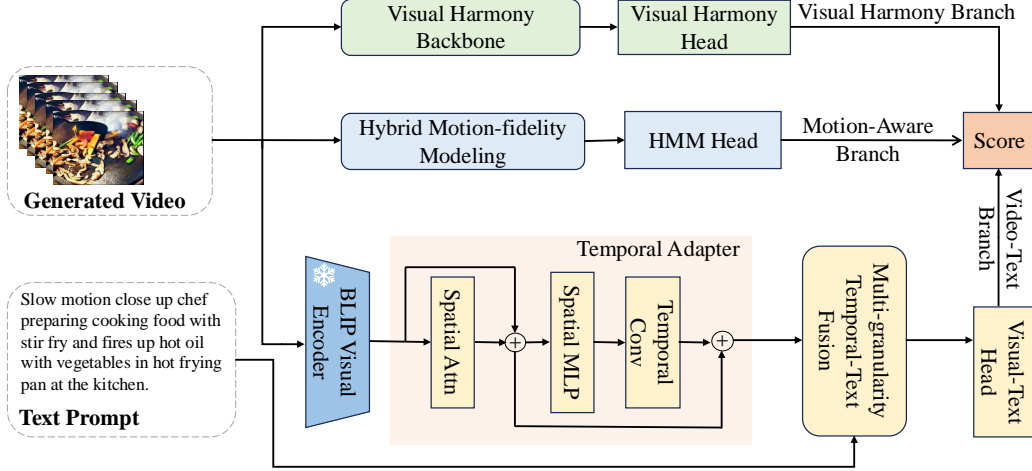 Visual Harmony
Backbone
Visual Harmony
Head
Visual Harmony Branch
Generated Video
Hybrid Motion-fidelity
Modeling
HMM Head
Motion-Aware
Branch
Score
Video-Text
Branch
Temporal Adapter
BLIP Visual
Encoder
Spatial Attn
Spatial MLP
Temporal
Conv
Multi-granularity
Temporal-Text
Fusion
Visual-Text
Head
Slow motion close up chef
preparing cooking food with
stir fry and fires up hot oil
with vegetables in hot frying
pan at the kitchen.
Text Prompt